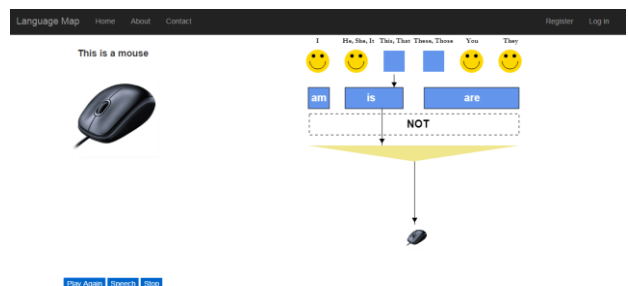 Language Map Home About Contact Register Log in
This is a mouse
I He, She, It This, That These, Those You They
am is are
NOT
Play Again Speech Stop